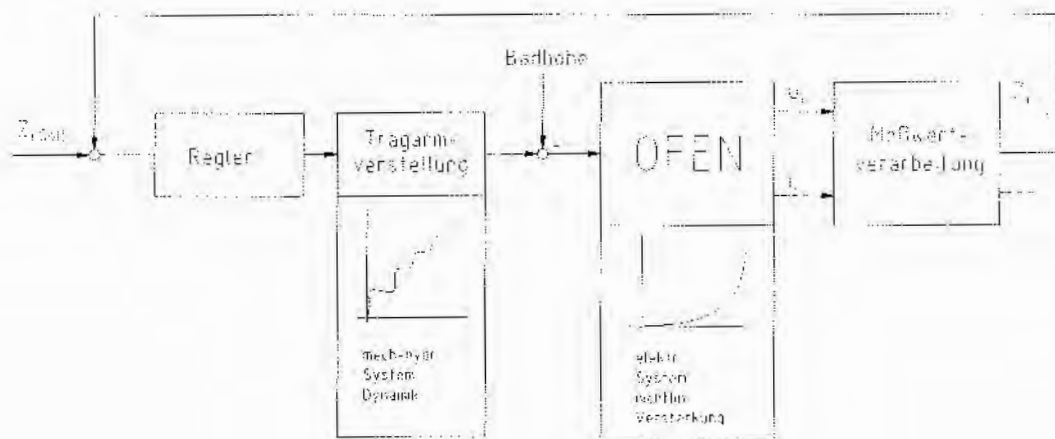 Badhöhe
Regler
Tragarm-
verstellung
OFEN
Meßwert-
verarbeitung
mech-hydr
System
Dynamik
elektr
System
nichtlin
Verstärkung